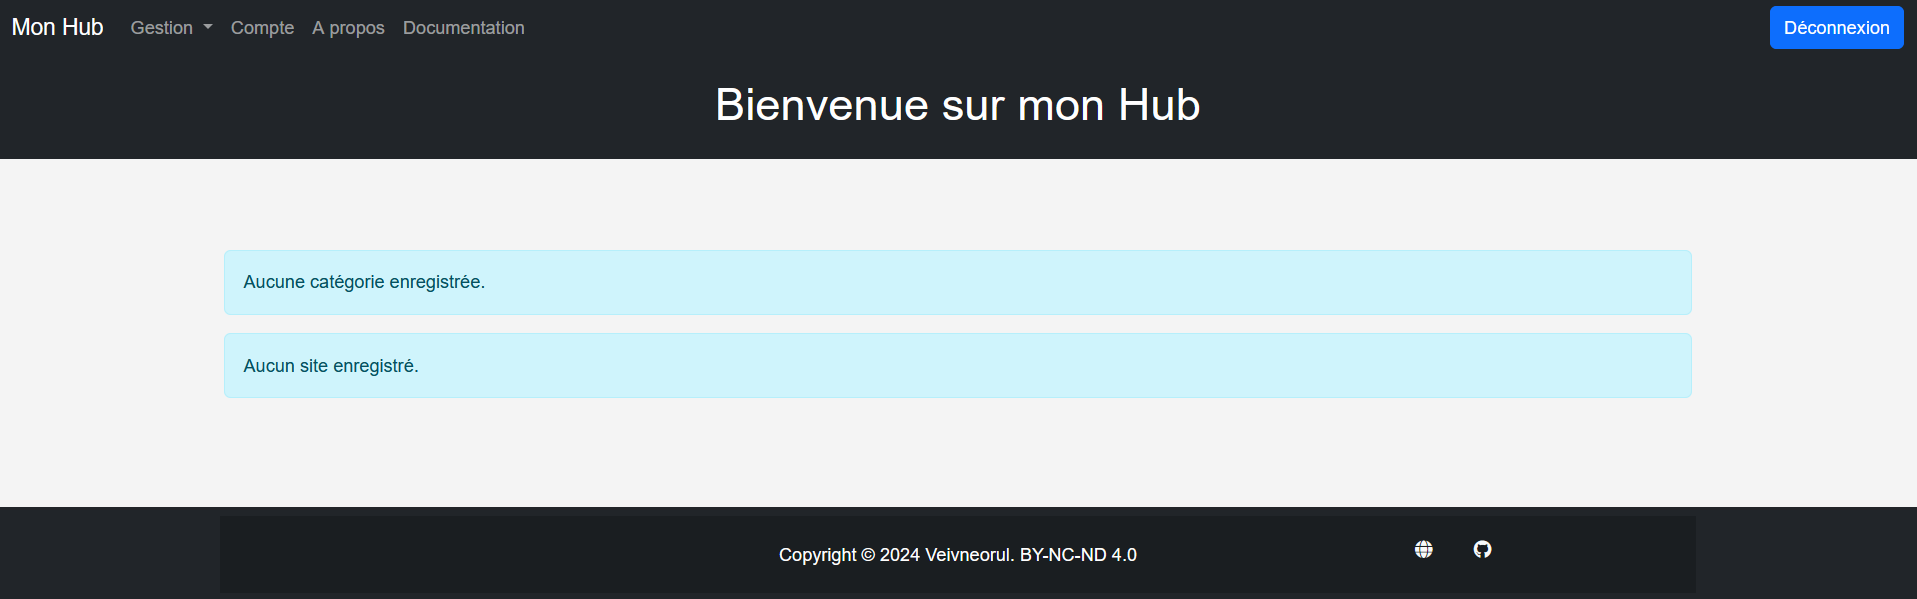 Mon Hub Gestion Compte A propos Documentation Déconnexion
Bienvenue sur mon Hub
Aucune catégorie enregistrée.
Aucun site enregistré.
Copyright © 2024 Veivneorul. BY-NC-ND 4.0